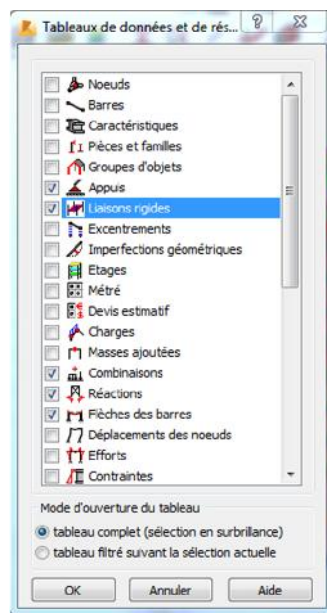 Tableaux de données et de rés...
Noeuds
Barres
Caractéristiques
Pièces et familles
Groupes d'objets
Appuis
Liaisons rigides
Excentrements
Imperfections géométriques
Etages
Métré
Devis estimatif
Charges
Masses ajoutées
Combinaisons
Réactions
Flèches des barres
Déplacements des noeuds
Efforts
Contraintes
Mode d'ouverture du tableau
tableau complet (sélection en surbrillance)
tableau filtré suivant la sélection actuelle
OK Annuler Aide